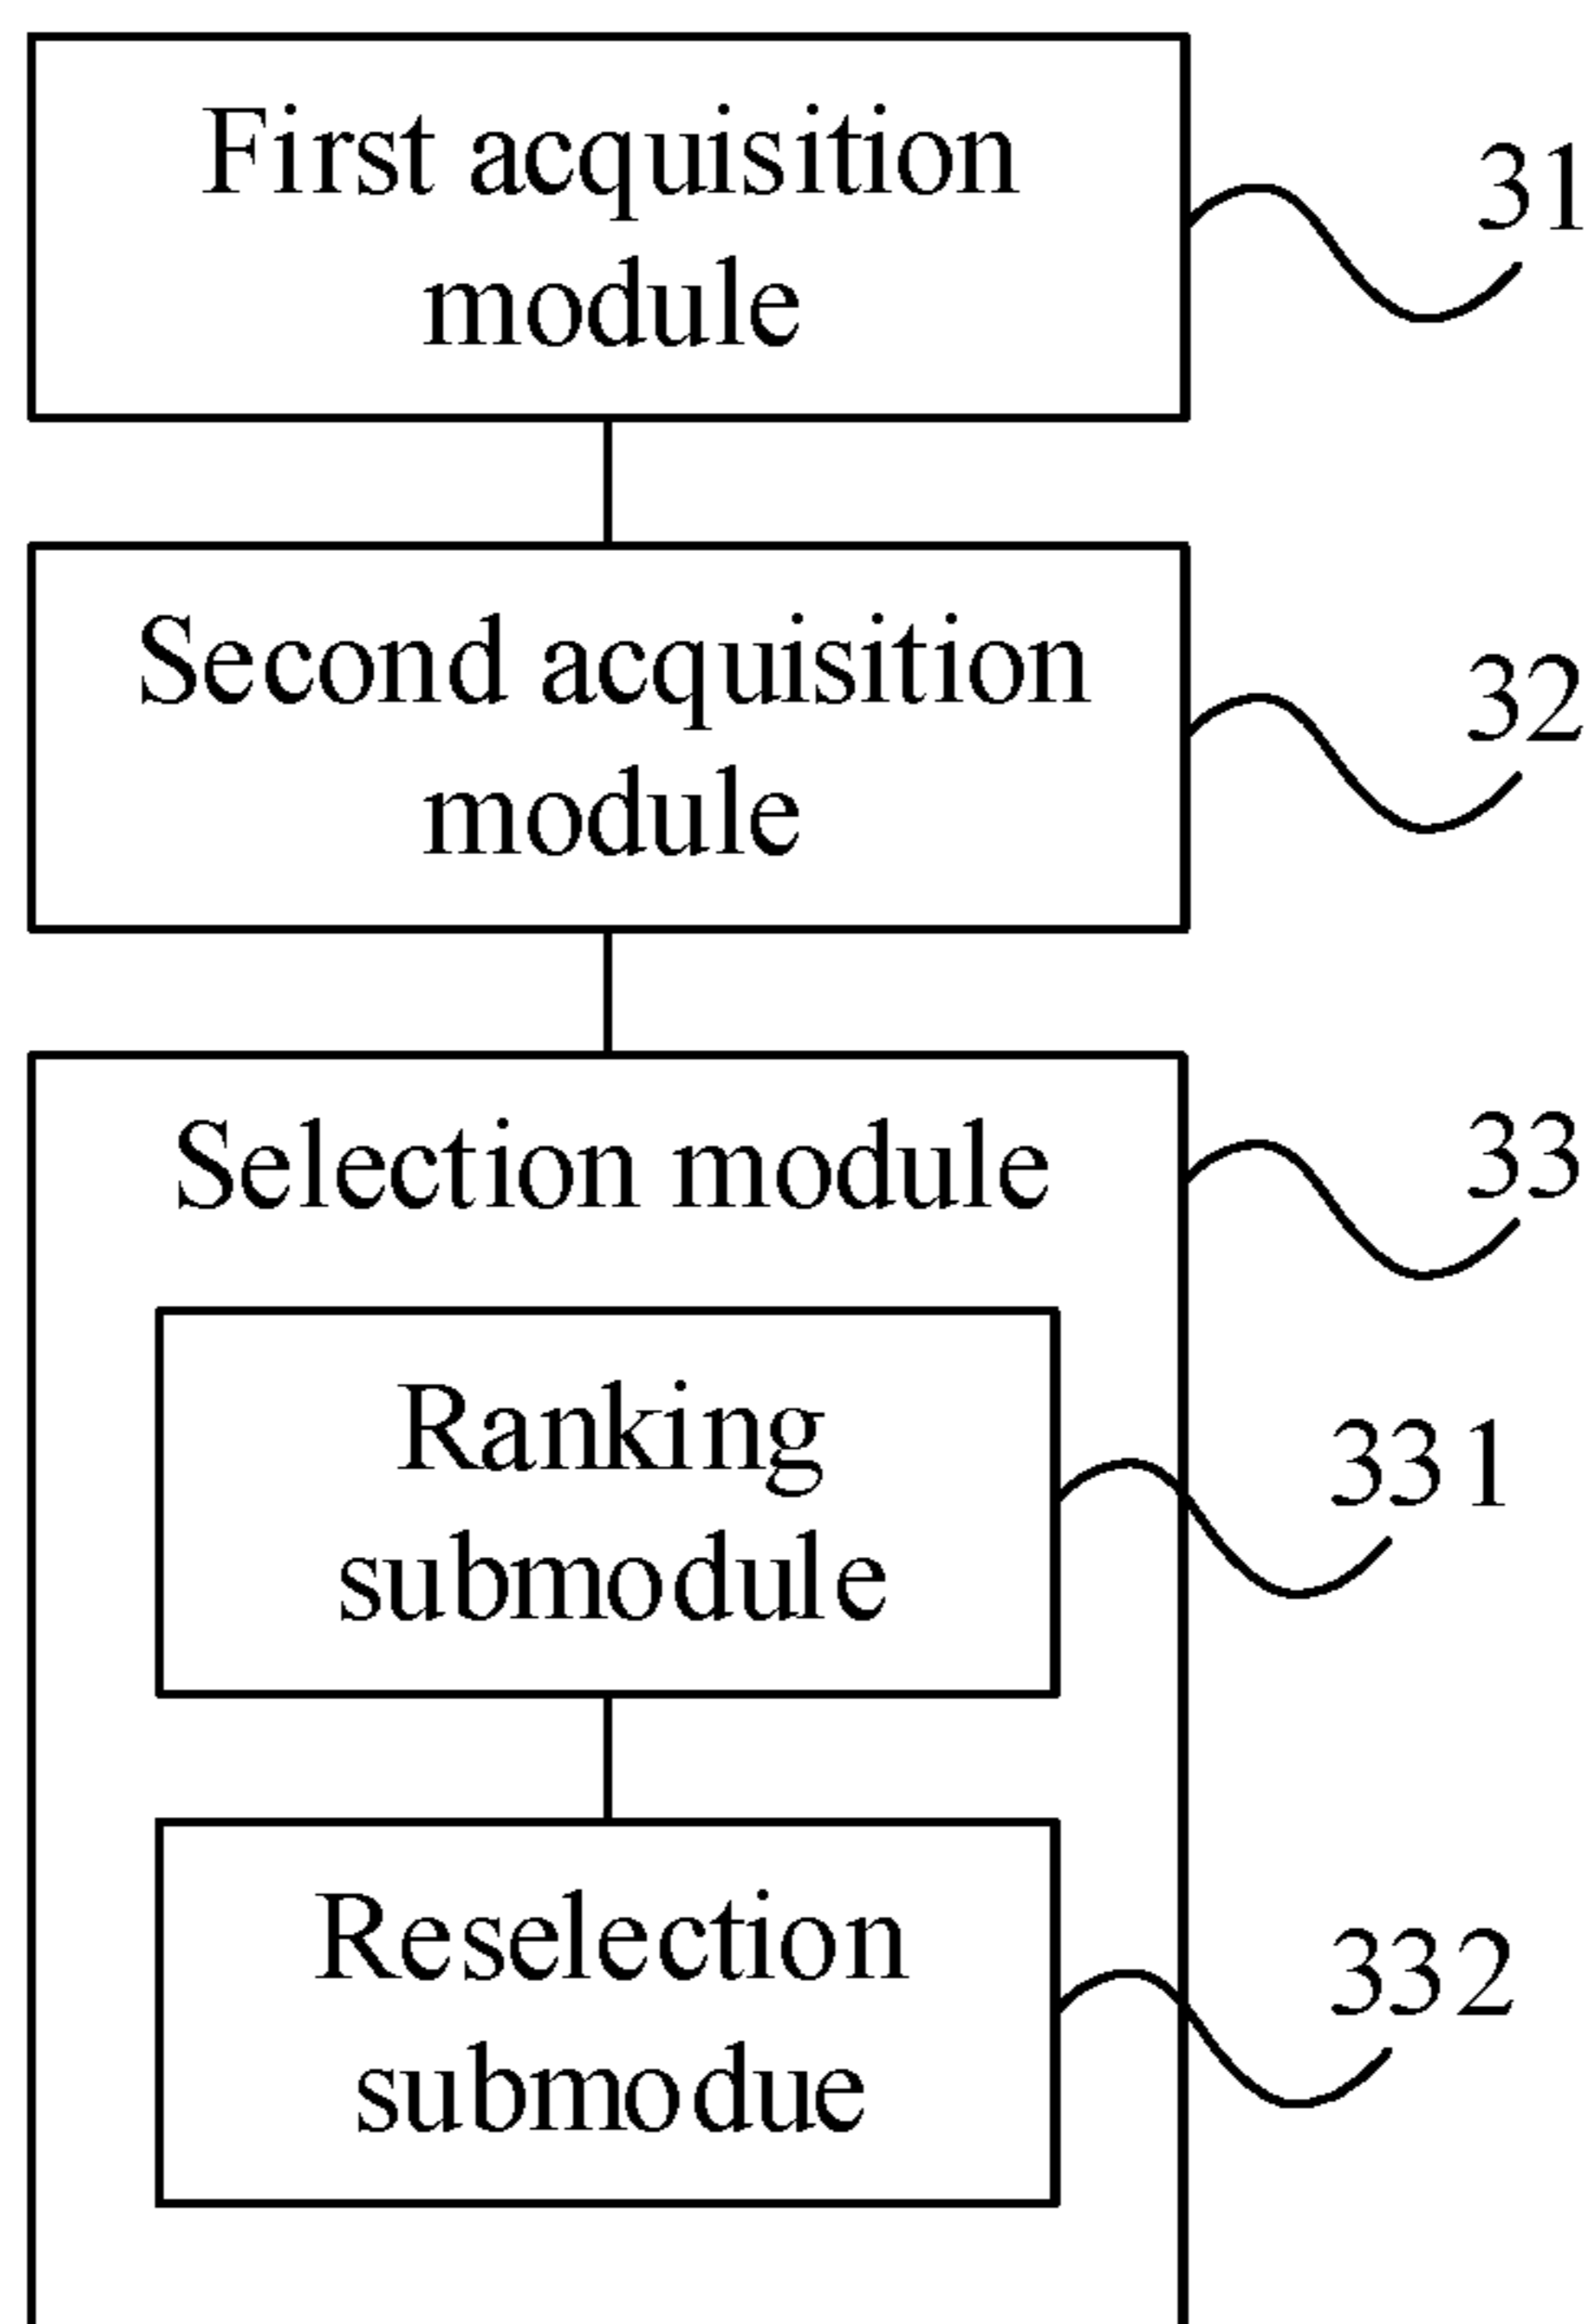 First acquisition
module
31
Second acquisition
module
32
Selection module
33
Ranking
submodule
331
Reselection
submodue
332